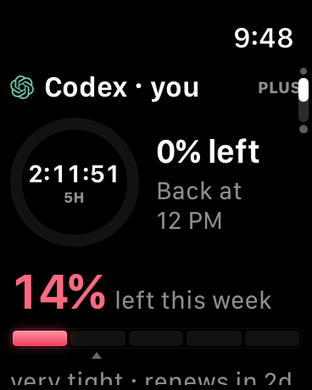 9:48
Codex · you PLUS
2:11:51
5H
0% left
Back at
12 PM
14% left this week
very tight · renews in 2d